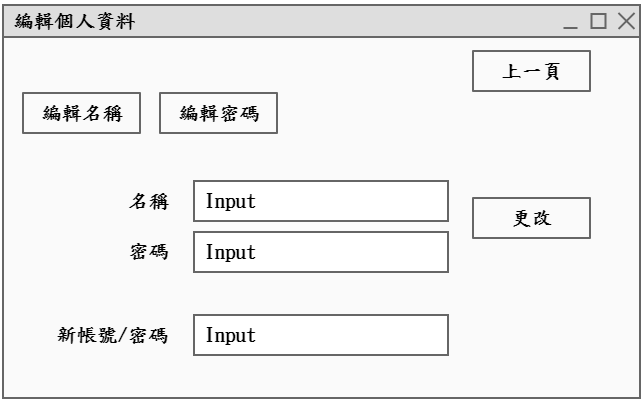 編輯個人資料
上一頁
編輯名稱 編輯密碼
名稱 Input
更改
密碼 Input
新帳號/密碼 Input